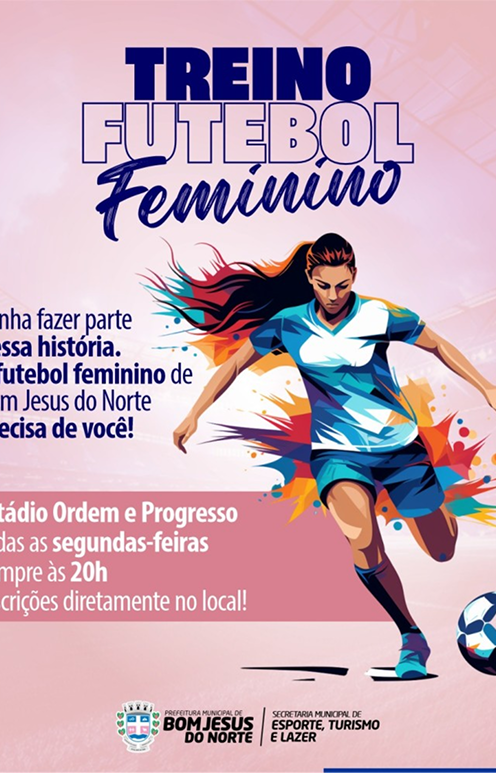 TREINO
FUTEBOL
Feminino
nha fazer parte
essa história.
futebol feminino de
m Jesus do Norte
ecisa de você!
tádio Ordem e Progresso
das as segundas-feiras
mpre às 20h
scrições diretamente no local!
PREFEITURA MUNICIPAL DE
BOM JESUS
DO NORTE
SECRETARIA MUNICIPAL DE
ESPORTE, TURISMO
E LAZER